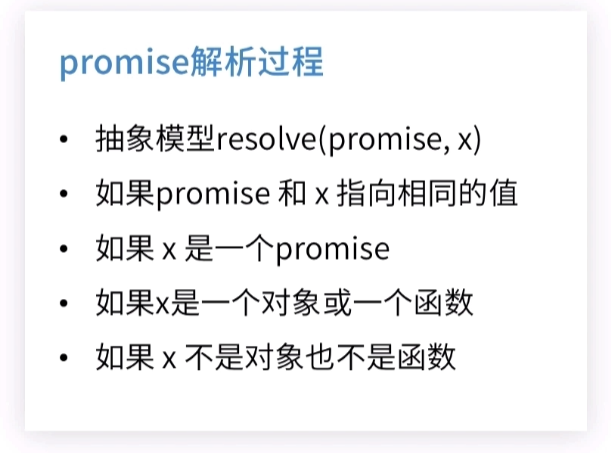 promise解析过程
• 抽象模型resolve(promise, x)
• 如果promise 和 x 指向相同的值
• 如果 x 是一个promise
• 如果x是一个对象或一个函数
• 如果 x 不是对象也不是函数